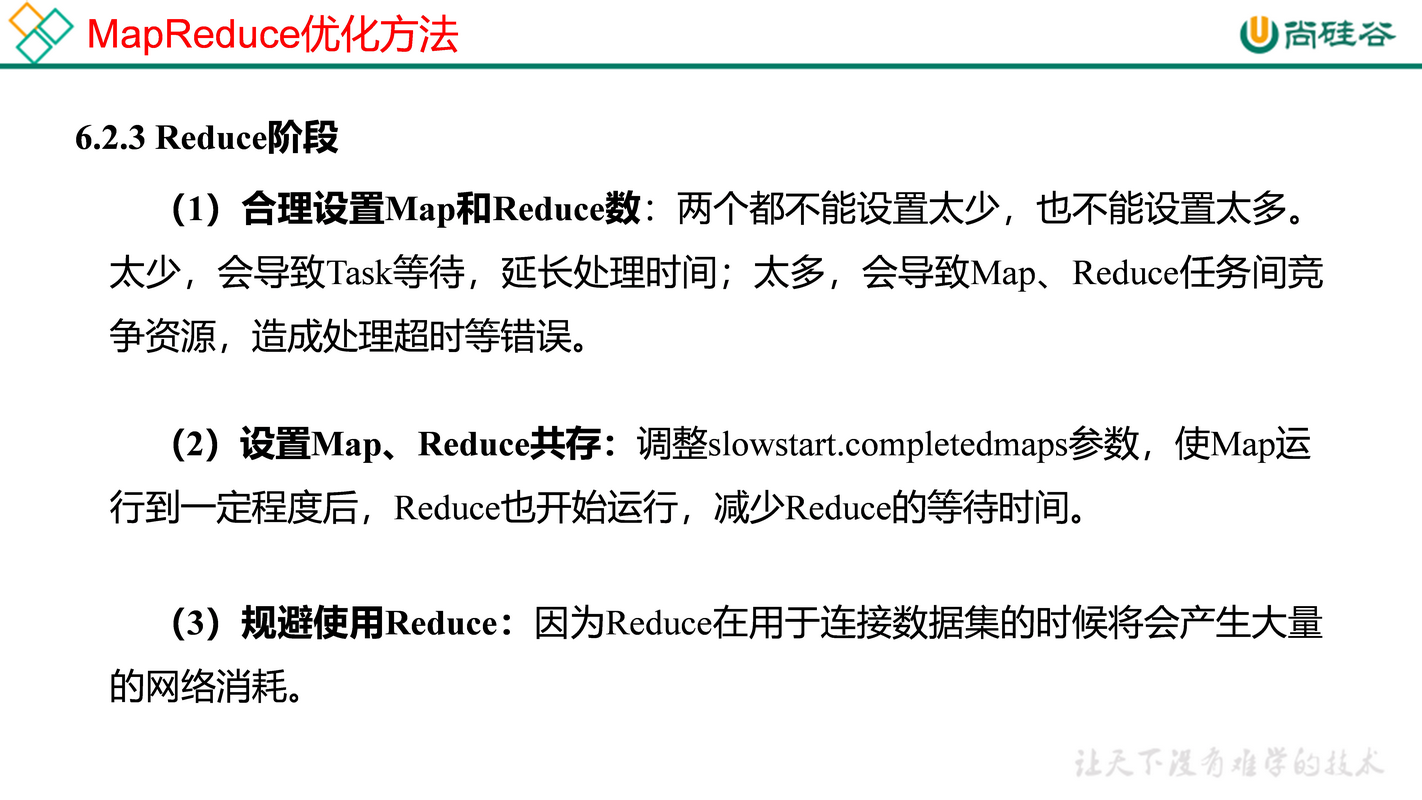 MapReduce优化方法
尚硅谷
6.2.3 Reduce阶段
（1）合理设置Map和Reduce数：两个都不能设置太少，也不能设置太多。
太少，会导致Task等待，延长处理时间；太多，会导致Map、Reduce任务间竞
争资源，造成处理超时等错误。
（2）设置Map、Reduce共存：调整slowstart.completedmaps参数，使Map运
行到一定程度后，Reduce也开始运行，减少Reduce的等待时间。
（3）规避使用Reduce：因为Reduce在用于连接数据集的时候将会产生大量
的网络消耗。
让天下没有难学的技术